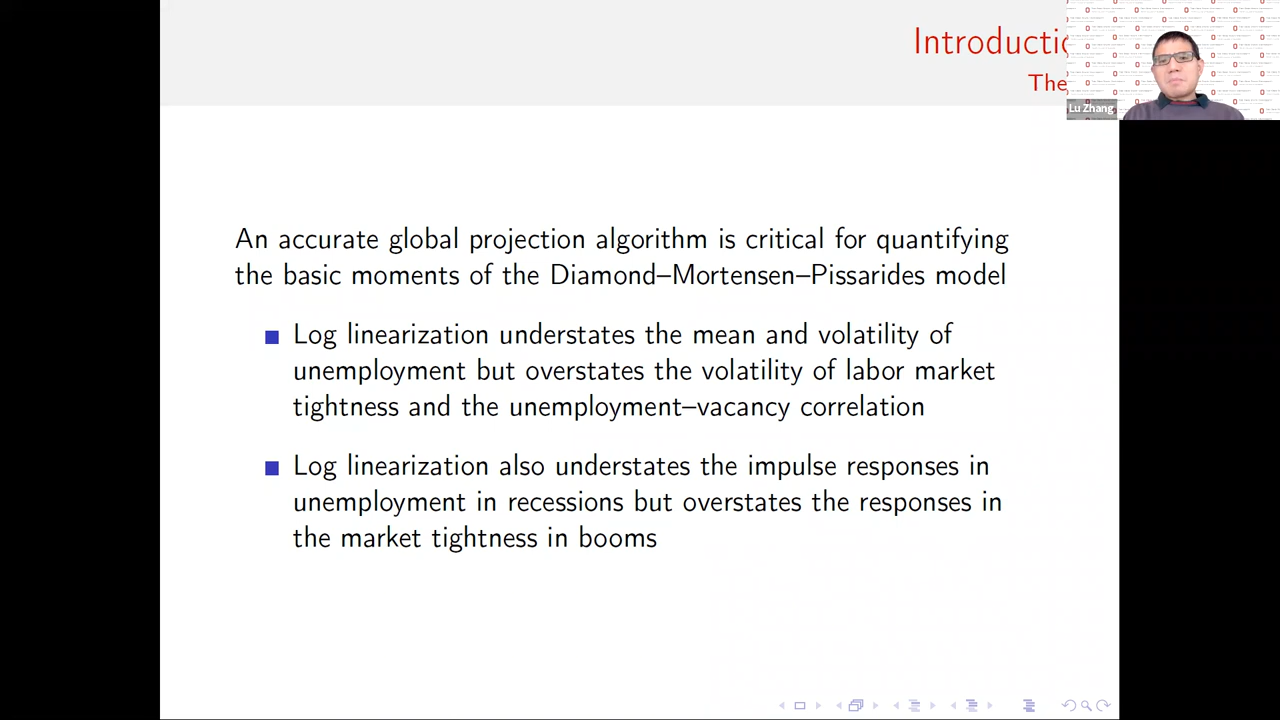 Introductio
The
Lu Zhang
An accurate global projection algorithm is critical for quantifying
the basic moments of the Diamond–Mortensen–Pissarides model
Log linearization understates the mean and volatility of
unemployment but overstates the volatility of labor market
tightness and the unemployment–vacancy correlation
Log linearization also understates the impulse responses in
unemployment in recessions but overstates the responses in
the market tightness in booms